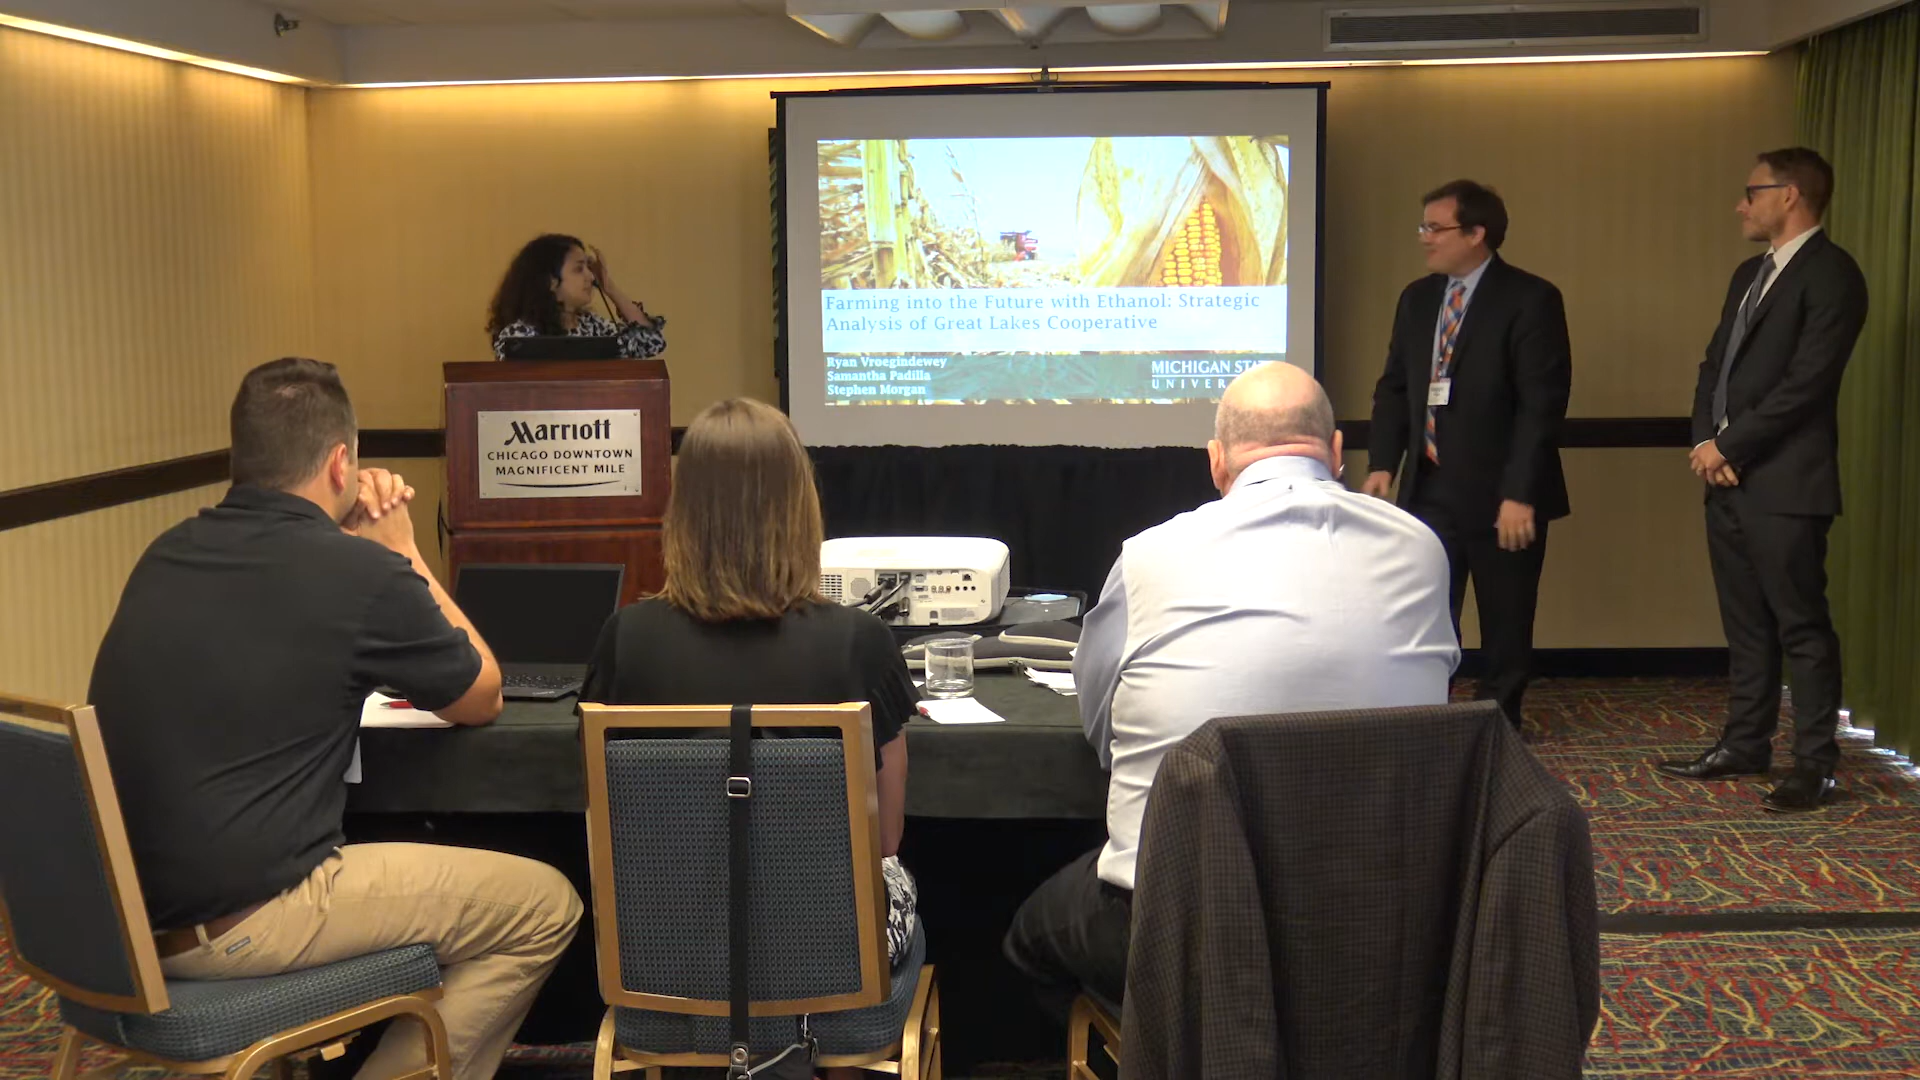 Farming into the Future with Ethanol: Strategic
Analysis of Great Lakes Cooperative
Ryan Vroegindewey
Samantha Padilla
Stephen Morgan
MICHIGAN
Marriott
CHICAGO DOWNTOWN
MAGNIFICENT MILE